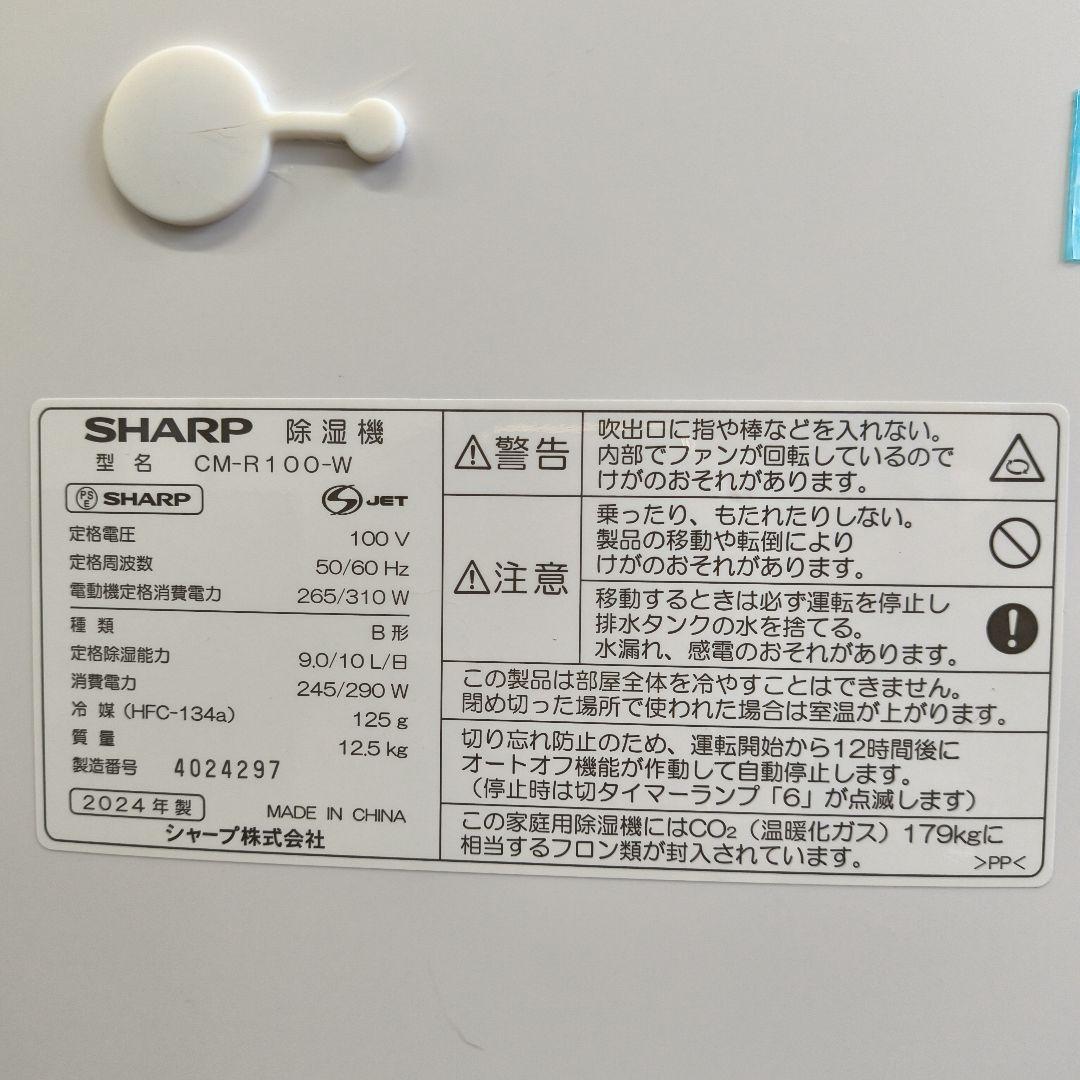 SHARP 除湿機
型名 CM-R100-W
PSE SHARP S JET
定格電圧 100 V
定格周波数 50/60 Hz
電動機定格消費電力 265/310 W
種類 B形
定格除湿能力 9.0/10 L/日
消費電力 245/290 W
冷媒(HFC-134a) 125 g
質量 12.5 kg
製造番号 4024297
2024年製 MADE IN CHINA
シャープ株式会社
警告
吹出口に指や棒などを入れない。
内部でファンが回転しているので
けがのおそれがあります。
注意
乗ったり、もたれたりしない。
製品の移動や転倒により
けがのおそれがあります。
移動するときは必ず運転を停止し
排水タンクの水を捨てる。
水漏れ、感電のおそれがあります。
この製品は部屋全体を冷やすことはできません。
閉め切った場所で使われた場合は室温が上がります。
切り忘れ防止のため、運転開始から12時間後に
オートオフ機能が作動して自動停止します。
(停止時は切タイマーランプ「6」が点滅します)
この家庭用除湿機にはCO₂(温暖化ガス)179kgに
相当するフロン類が封入されています。
>PP<